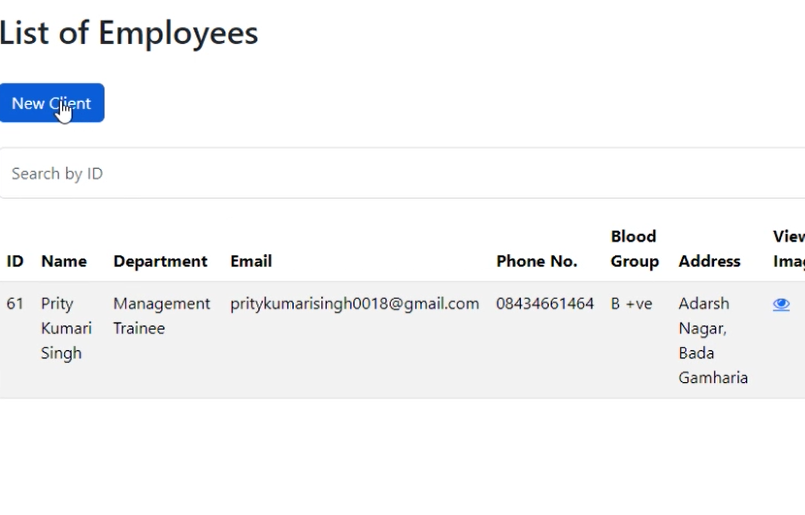 List of Employees
New Client
Search by ID
ID Name Department Email Phone No. Blood Group Address View Imag
61 Prity Kumari Singh Management Trainee pritykumarisingh0018@gmail.com 08434661464 B +ve Adarsh Nagar, Bada Gamharia